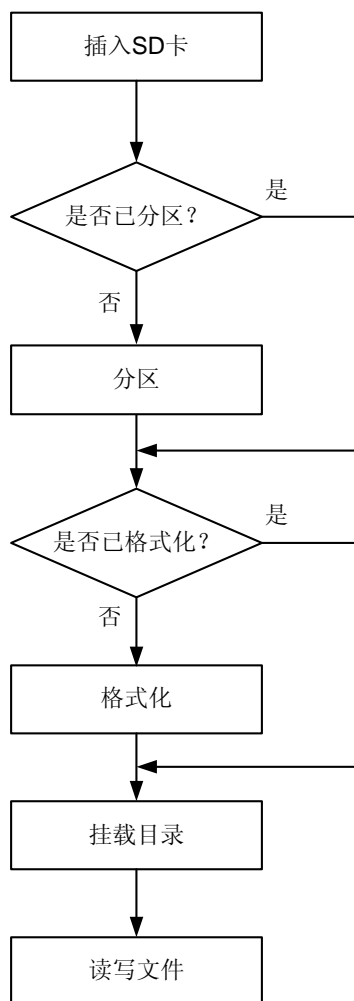 插入SD卡
是否已分区？
是
否
分区
是否已格式化？
是
否
格式化
挂载目录
读写文件